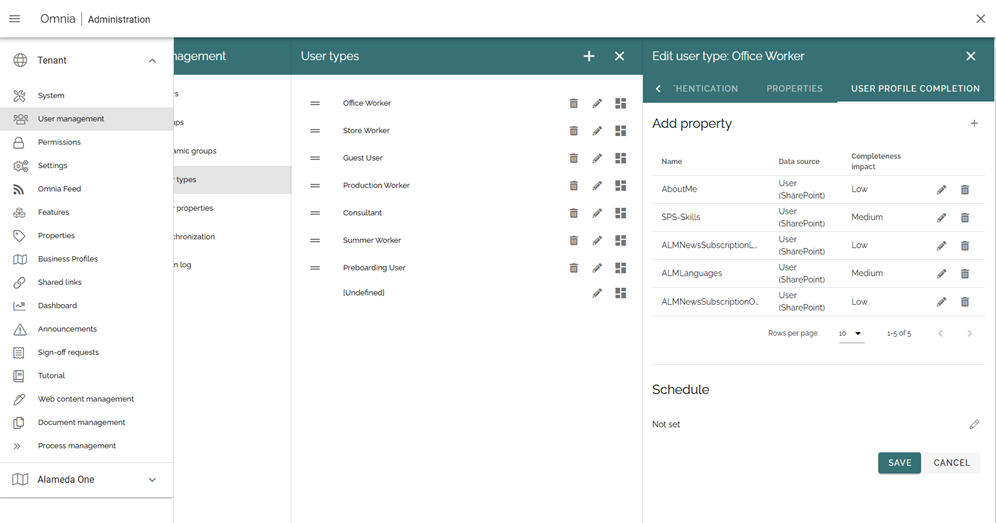 Omnia Administration
Tenant
System
User management
Permissions
Settings
Omnia Feed
Features
Properties
Business Profiles
Shared links
Dashboard
Announcements
Sign-off requests
Tutorial
Web content management
Document management
Process management
Alameda One
nagement
rs
ups
amic groups
r types
r properties
chronization
n log
User types
Office Worker
Store Worker
Guest User
Production Worker
Consultant
Summer Worker
Preboarding User
[Undefined]
Edit user type: Office Worker
THENTICATION PROPERTIES USER PROFILE COMPLETION
Add property
Name Data source Completeness impact
AboutMe User (SharePoint) Low
SPS-Skills User (SharePoint) Medium
ALMNewsSubscriptionL... User (SharePoint) Low
ALMLanguages User (SharePoint) Medium
ALMNewsSubscriptionO... User (SharePoint) Low
Rows per page: 10 1-5 of 5
Schedule
Not set
SAVE CANCEL